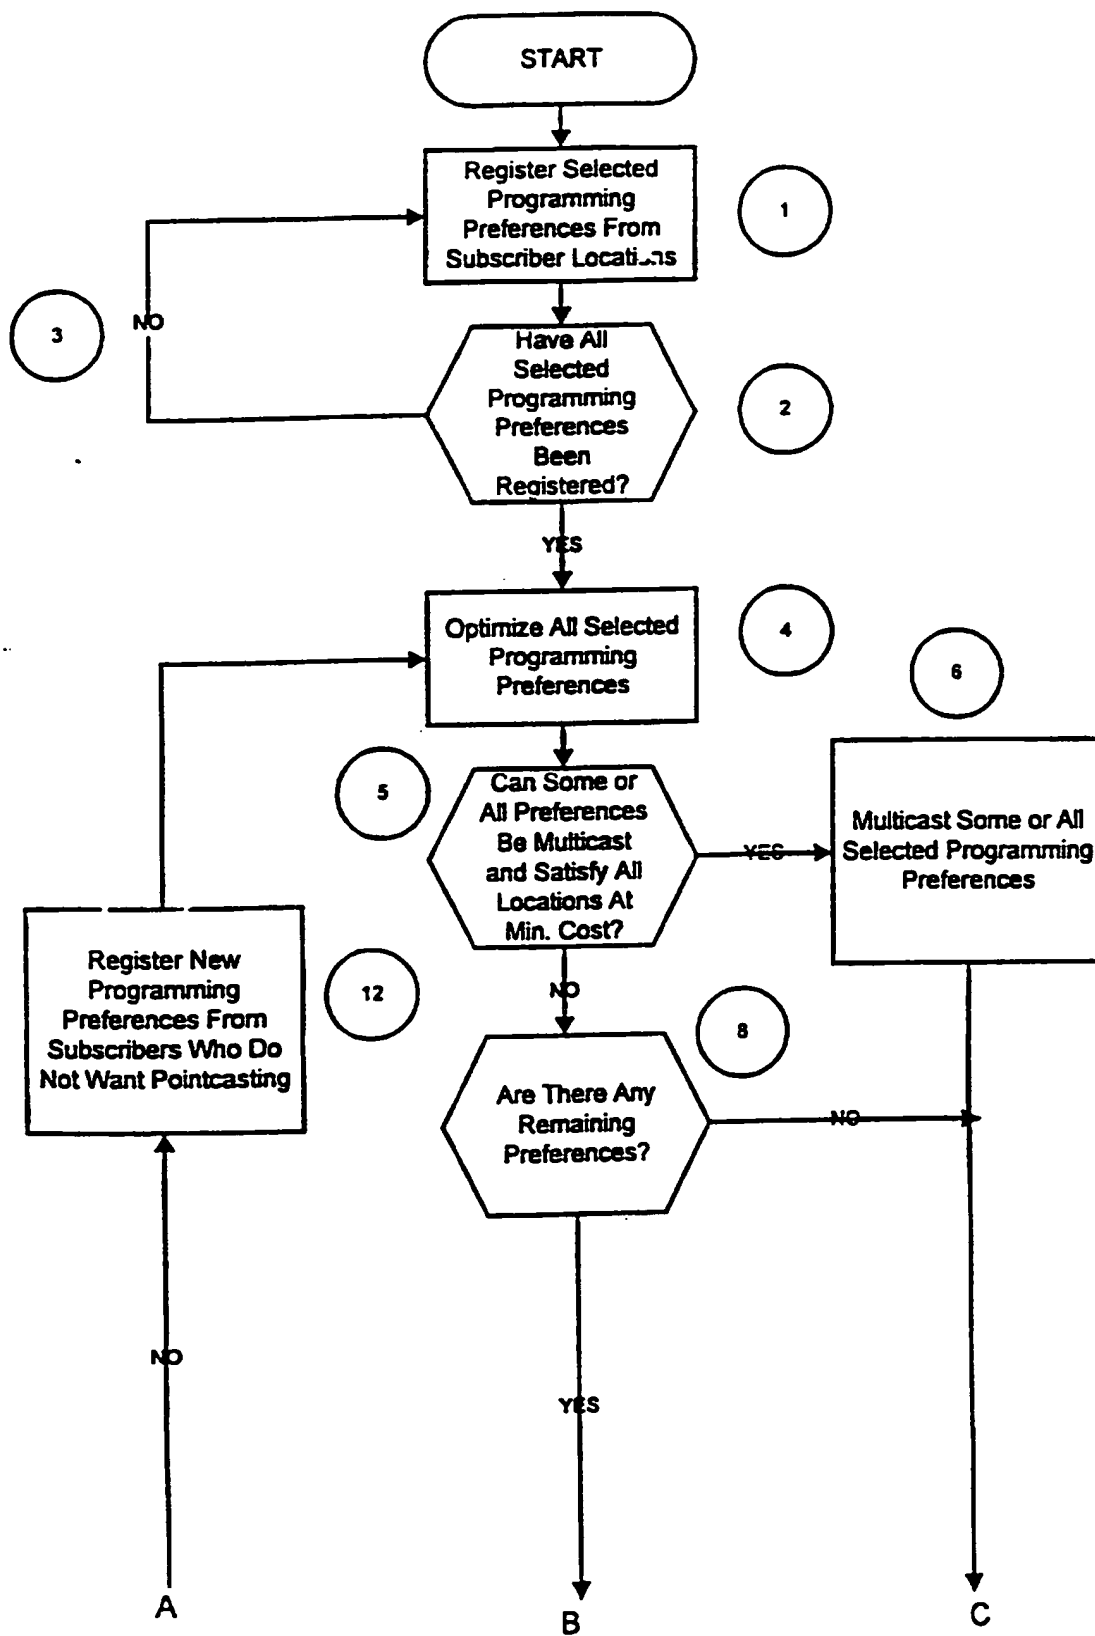 START
Register Selected
Programming
Preferences From
Subscriber
1
NO
3
Have All
Selected
Programming
Preferences
Been
Registered?
2
YES
Optimize All Selected
Programming
Preferences
4
6
5
Can Some or
All Preferences
Be Multicast
and Satisfy All
Locations At
Min. Cost?
YES
Multicast Some or All
Selected Programming
Preferences
Register New
Programming
Preferences From
Subscribers Who Do
Not Want Pointcasting
12
NO
8
Are There Any
Remaining
Preferences?
NO
NO
YES
A
B
C